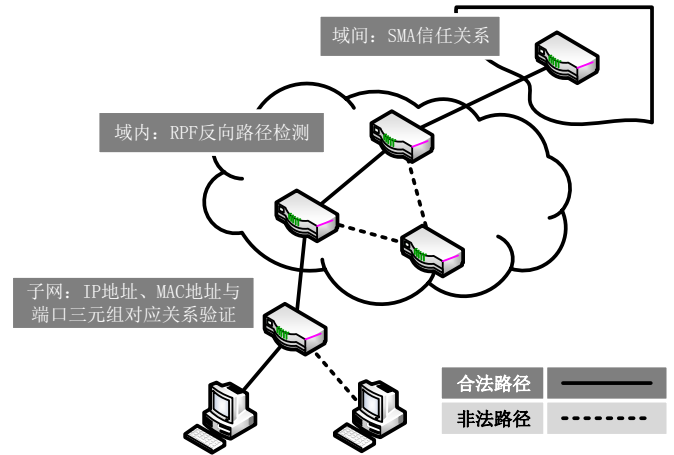 域间：SMA信任关系
域内：RPF反向路径检测
子网：IP地址、MAC地址与
端口三元组对应关系验证
合法路径
非法路径